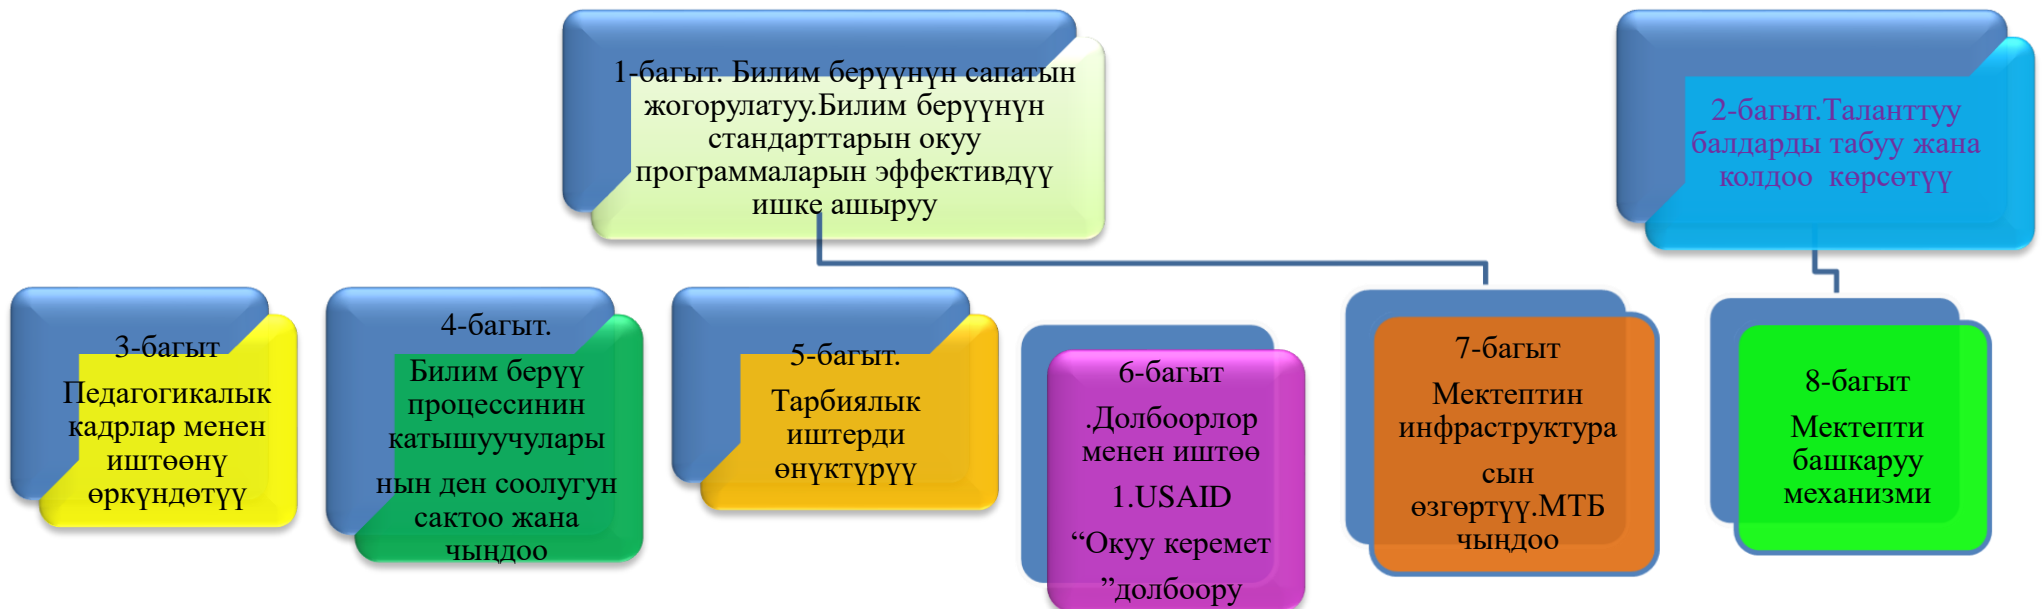 1-багыт. Билим берүүнүн сапатын
жогорулатуу.Билим берүүнүн
стандарттарын окуу
программаларын эффективдүү
ишке ашыруу
2-багыт.Таланттуу
балдарды табуу жана
колдоо көрсөтүү
3-багыт
Педагогикалык
кадрлар менен
иштөөнү
өркүндөтүү
4-багыт.
Билим берүү
процессинин
катышуучулары
нын ден соолугун
сактоо жана
чыңдоо
5-багыт.
Тарбиялык
иштерди
өнүктүрүү
6-багыт
.Долбоорлор
менен иштөө
1.USAID
“Окуу керемет
”долбоору
7-багыт
Мектептин
инфраструктура
сын
өзгөртүү.МТБ
чыңдоо
8-багыт
Мектепти
башкаруу
механизми